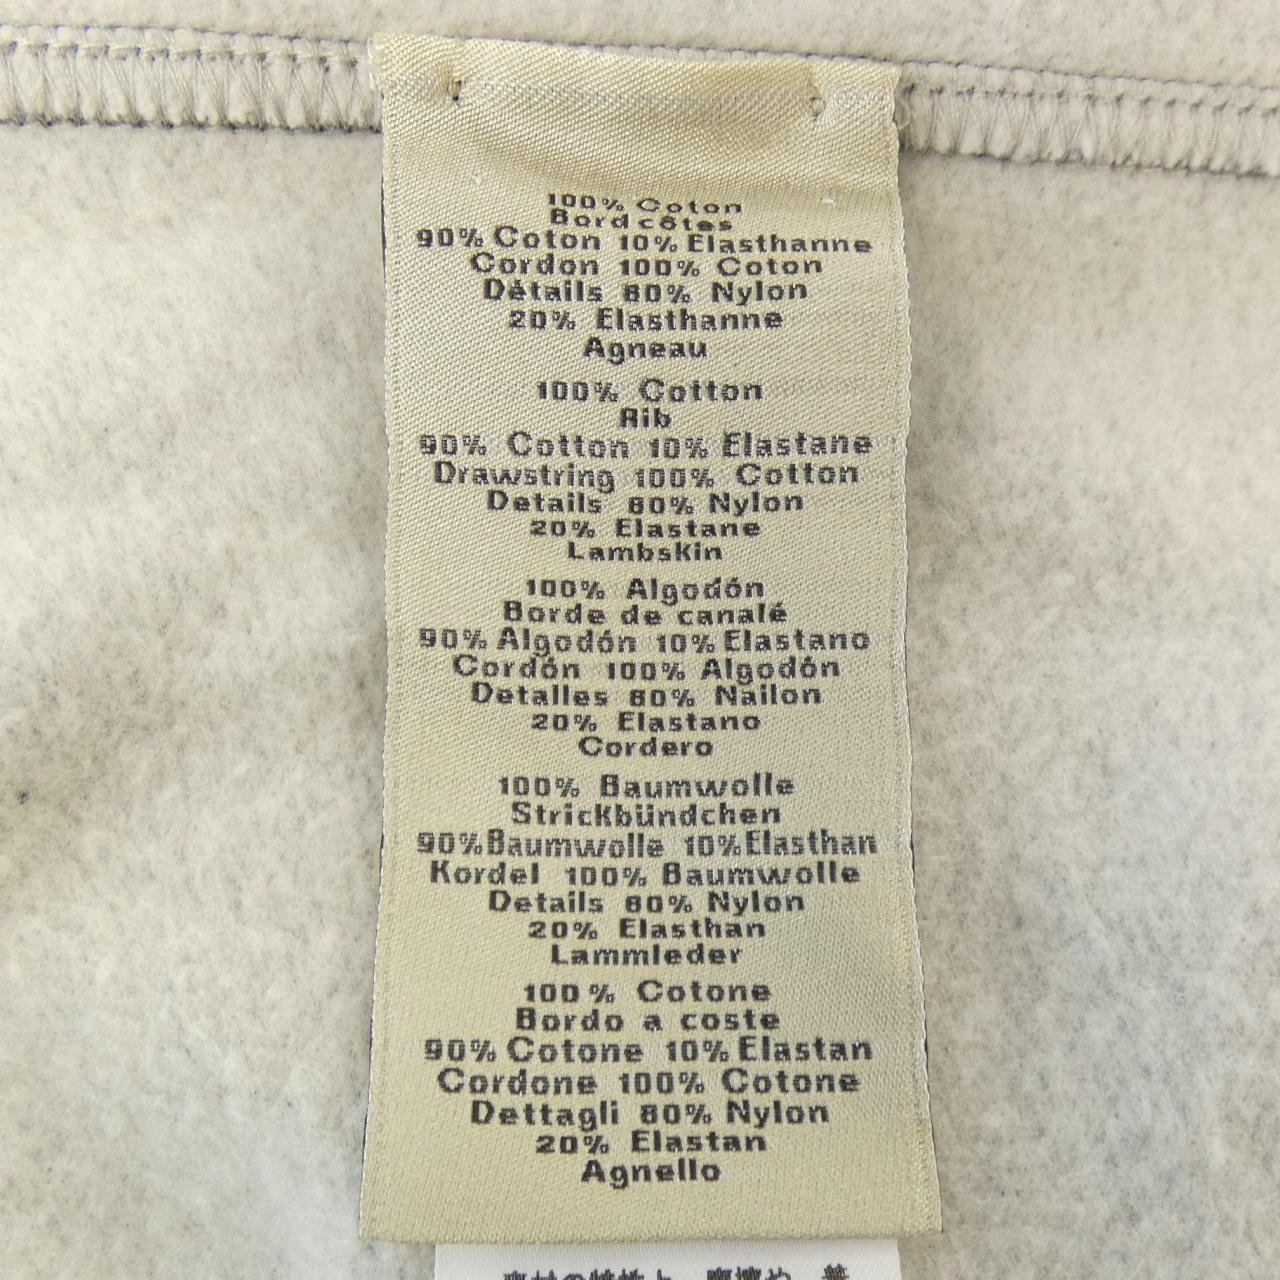 100% Coton
Bord côtes
90% Coton 10% Elasthanne
Cordon 100% Coton
Détails 80% Nylon
20% Elasthanne
Agneau
100% Cotton
Rib
90% Cotton 10% Elastane
Drawstring 100% Cotton
Details 80% Nylon
20% Elastane
Lambskin
100% Algodón
Borde de canalé
90% Algodón 10% Elastano
Cordón 100% Algodón
Detalles 80% Nailon
20% Elastano
Cordero
100% Baumwolle
Strickbündchen
90% Baumwolle 10% Elasthan
Kordel 100% Baumwolle
Details 80% Nylon
20% Elasthan
Lammleder
100% Cotone
Bordo a coste
90% Cotone 10% Elastan
Cordone 100% Cotone
Dettagli 80% Nylon
20% Elastan
Agnello